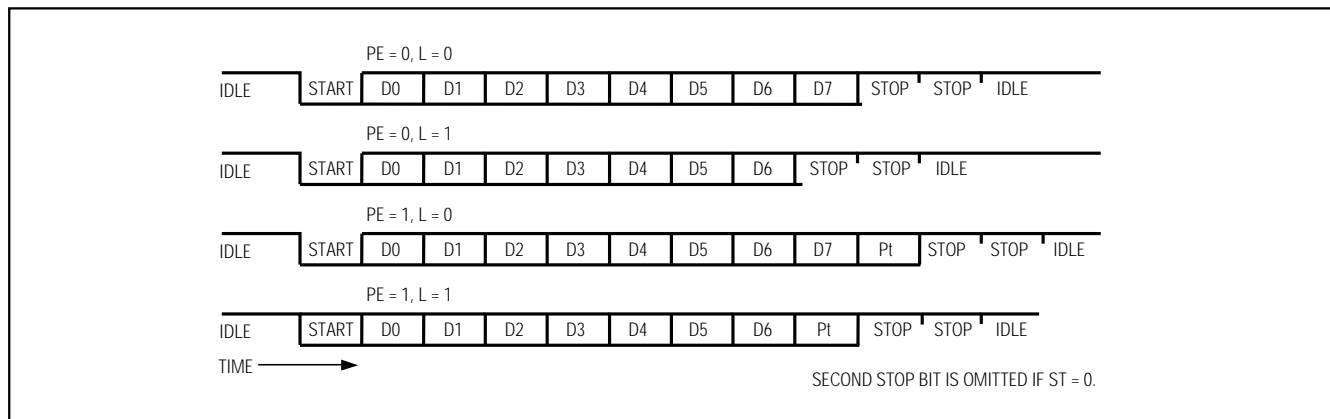 PE = 0, L = 0
IDLE START D0 D1 D2 D3 D4 D5 D6 D7 STOP STOP IDLE
PE = 0, L = 1
IDLE START D0 D1 D2 D3 D4 D5 D6 STOP STOP IDLE
PE = 1, L = 0
IDLE START D0 D1 D2 D3 D4 D5 D6 D7 Pt STOP STOP IDLE
PE = 1, L = 1
IDLE START D0 D1 D2 D3 D4 D5 D6 Pt STOP STOP IDLE
TIME
SECOND STOP BIT IS OMITTED IF ST = 0.